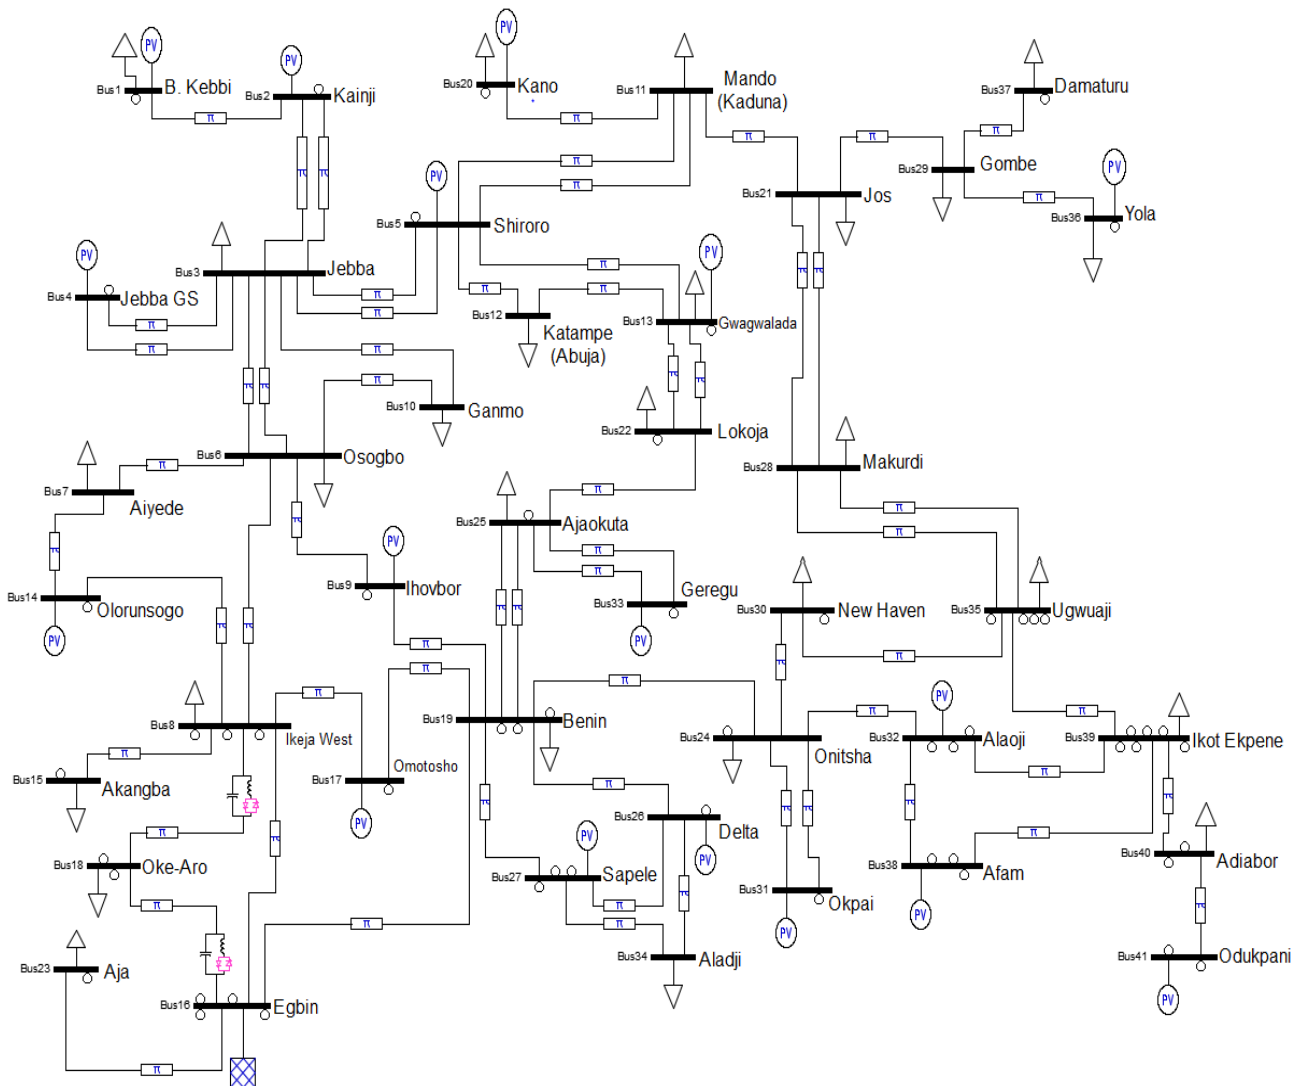 PV
PV
PV
Bus1
B. Kebbi
Bus2
Kainji
Bus20
Kano
Bus11
Mando
(Kaduna)
Bus37
Damaturu
π
π
π
π
π
π
π
PV
π
Bus29
Gombe
PV
Bus21
Jos
π
Bus36
Yola
Bus5
Shiroro
PV
PV
Bus3
Jebba
π
π
π
Bus4
Jebba GS
π
π
π
Bus12
Katampe
(Abuja)
π
Bus13
Gwagwalada
π
π
π
π
π
π
π
π
π
Bus10
Ganmo
Bus22
Lokoja
Bus6
Osogbo
π
Bus28
Makurdi
Bus7
Aiyede
π
π
π
π
Bus25
Ajaokuta
π
PV
π
π
π
Bus9
Ihovbor
π
Bus14
Olorunsogo
Bus33
Geregu
Bus30
New Haven
Bus35
Ugwuaji
PV
π
π
π
π
PV
π
π
π
π
π
π
PV
π
π
Bus8
Ikeja West
Bus19
Benin
Bus24
Onitsha
Bus32
Alaoji
Bus39
Ikot Ekpene
π
Omotosho
π
Bus15
Akangba
Bus17
π
π
π
π
PV
Bus26
Delta
π
π
π
π
π
PV
PV
Bus18
Oke-Aro
Bus27
Sapele
Bus38
Afam
Bus40
Adiabor
π
π
π
Bus31
Okpai
π
PV
π
π
PV
Bus23
Aja
Bus34
Aladji
Bus41
Odukpani
Bus16
Egbin
PV
π